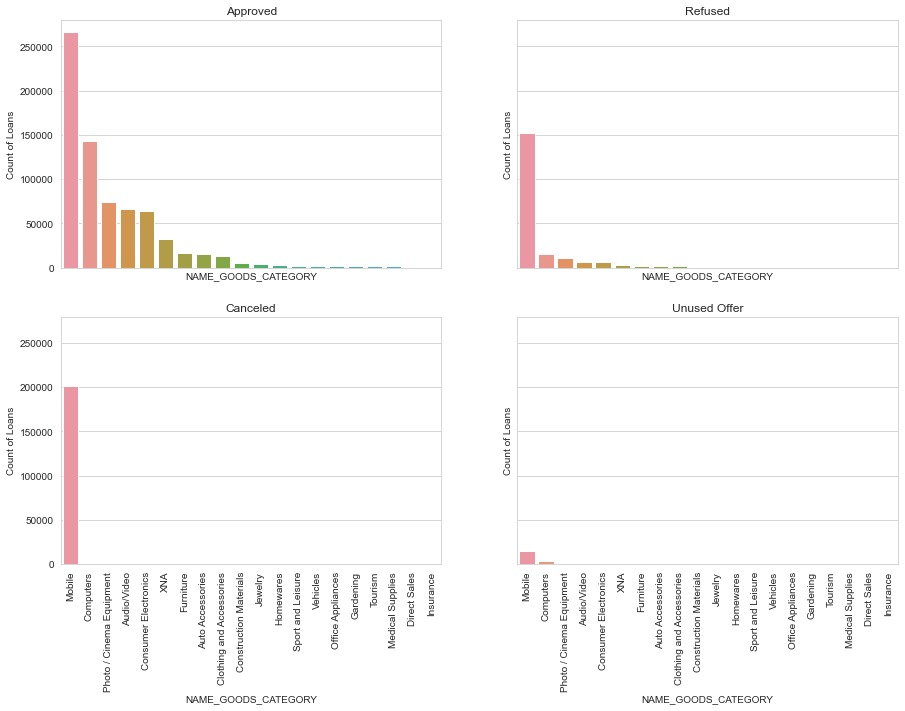 Approved
Refused
250000
200000
150000
100000
50000
0
Count of Loans
Count of Loans
NAME_GOODS_CATEGORY
NAME_GOODS_CATEGORY
Canceled
Unused Offer
250000
200000
150000
100000
50000
0
Count of Loans
Count of Loans
Mobile
Computers
Photo / Cinema Equipment
Audio/Video
Consumer Electronics
XNA
Furniture
Auto Accessories
Clothing and Accessories
Construction Materials
Jewelry
Homewares
Sport and Leisure
Vehicles
Office Appliances
Gardening
Tourism
Medical Supplies
Direct Sales
Insurance
Mobile
Computers
Photo / Cinema Equipment
Audio/Video
Consumer Electronics
XNA
Furniture
Auto Accessories
Clothing and Accessories
Construction Materials
Jewelry
Homewares
Sport and Leisure
Vehicles
Office Appliances
Gardening
Tourism
Medical Supplies
Direct Sales
Insurance
NAME_GOODS_CATEGORY
NAME_GOODS_CATEGORY